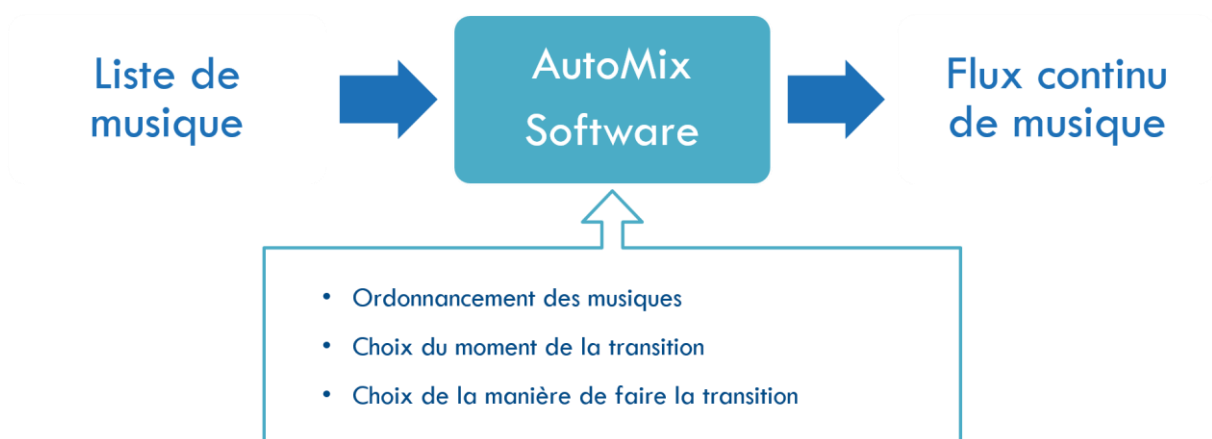 Liste de
musique
AutoMix
Software
Flux continu
de musique
• Ordonnancement des musiques
• Choix du moment de la transition
• Choix de la manière de faire la transition